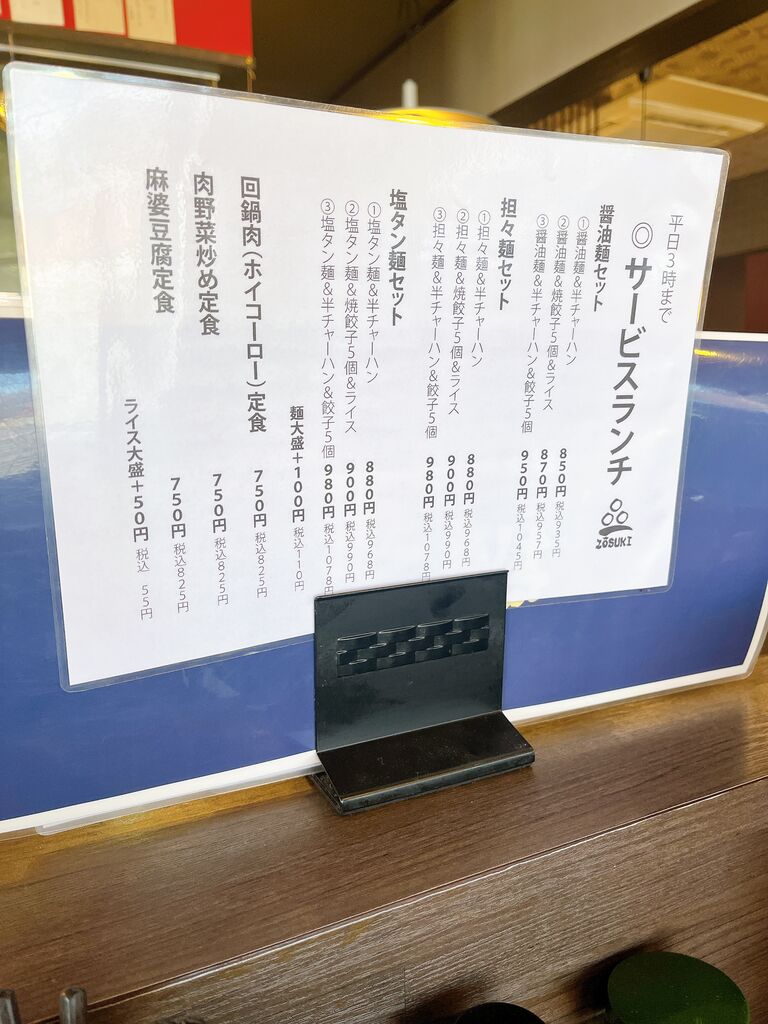 平日3時まで
◎サービスランチ
ZŌSUKI
醤油麺セット
①醤油麺&半チャーハン 850円 税込935円
②醤油麺&焼餃子5個&ライス 870円 税込957円
③醤油麺&半チャーハン&餃子5個 950円 税込1045円
担々麺セット
①担々麺&半チャーハン 880円 税込968円
②担々麺&焼餃子5個&ライス 900円 税込990円
③担々麺&半チャーハン&餃子5個 980円 税込1078円
塩タン麺セット
①塩タン麺&半チャーハン 880円 税込968円
②塩タン麺&焼餃子5個&ライス 900円 税込990円
③塩タン麺&半チャーハン&餃子5個 980円 税込1078円
麺大盛+100円 税込110円
回鍋肉(ホイコーロー)定食 750円 税込825円
肉野菜炒め定食 750円 税込825円
麻婆豆腐定食 750円 税込825円
ライス大盛+50円 税込 55円